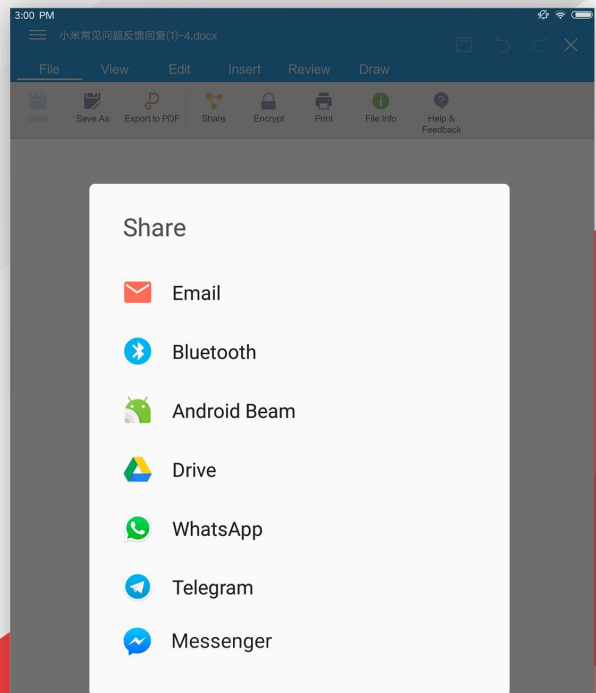 3:00 PM
小米常见问题反馈回复(1)-4.docx
File View Edit Insert Review Draw
Save Save As Export to PDF Share Encrypt Print File Info Help & Feedback
Share
Email
Bluetooth
Android Beam
Drive
WhatsApp
Telegram
Messenger